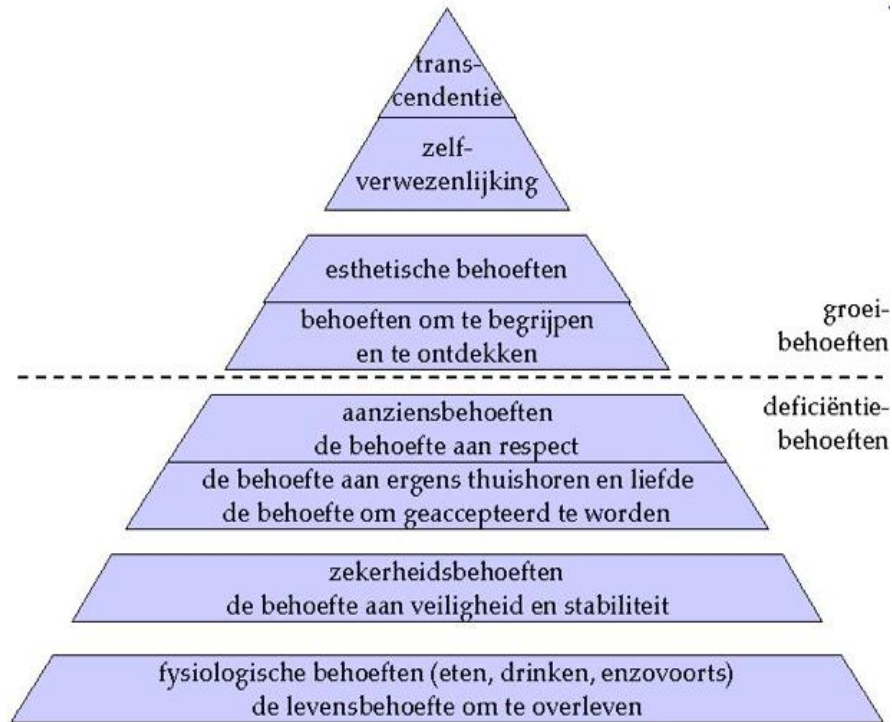 trans-
cendentie
zelf-
verwezenlijking
esthetische behoeften
behoeften om te begrijpen
en te ontdekken
groei-
behoeften
deficiëntie-
behoeften
aanziensbehoeften
de behoefte aan respect
de behoefte aan ergens thuishoren en liefde
de behoefte om geaccepteerd te worden
zekerheidsbehoeften
de behoefte aan veiligheid en stabiliteit
fysiologische behoeften (eten, drinken, enzovoorts)
de levensbehoefte om te overleven